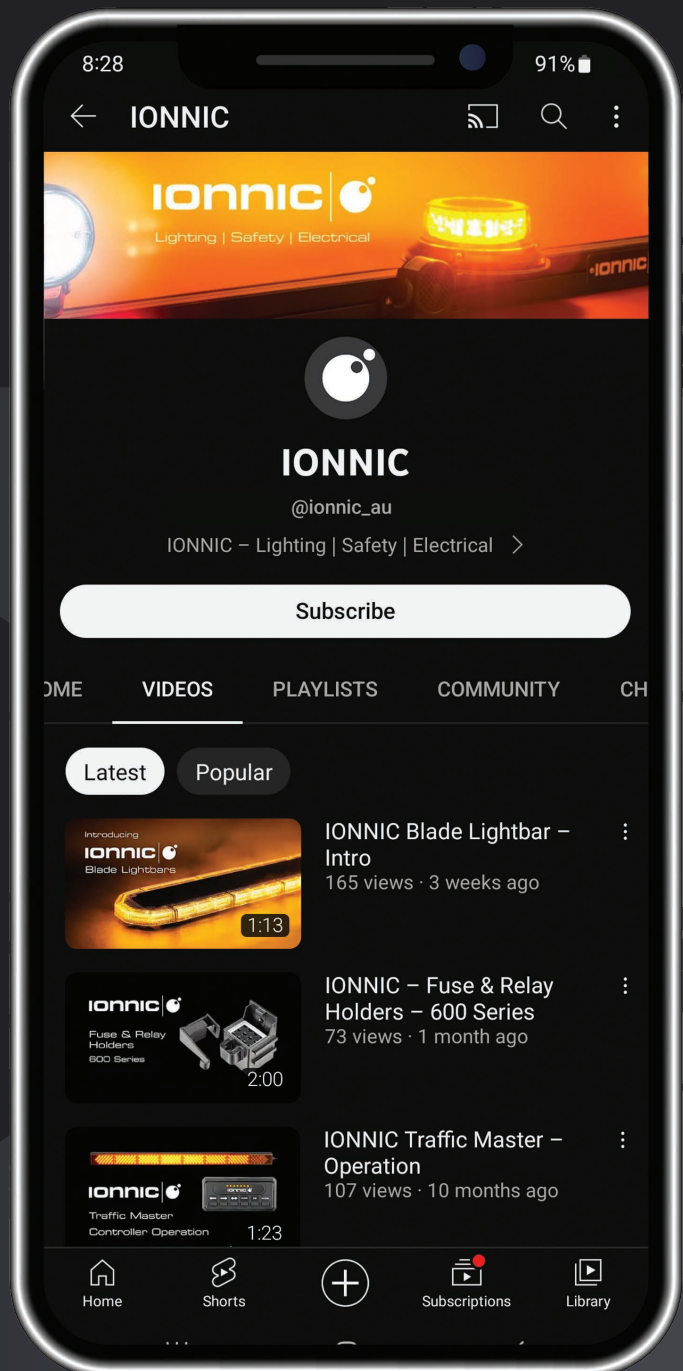 8:28
91%
IONNIC
IONNIC
Lighting | Safety | Electrical
IONNIC
IONNIC
@ionnic_au
IONNIC – Lighting | Safety | Electrical
Subscribe
OME
VIDEOS
PLAYLISTS
COMMUNITY
CH
Latest
Popular
Introducing
IONNIC
Blade Lightbars
1:13
IONNIC Blade Lightbar –
Intro
165 views · 3 weeks ago
IONNIC
Fuse & Relay
Holders
600 Series
2:00
IONNIC – Fuse & Relay
Holders – 600 Series
73 views · 1 month ago
IONNIC
Traffic Master
Controller Operation
1:23
IONNIC Traffic Master –
Operation
107 views · 10 months ago
Home
Shorts
Subscriptions
Library